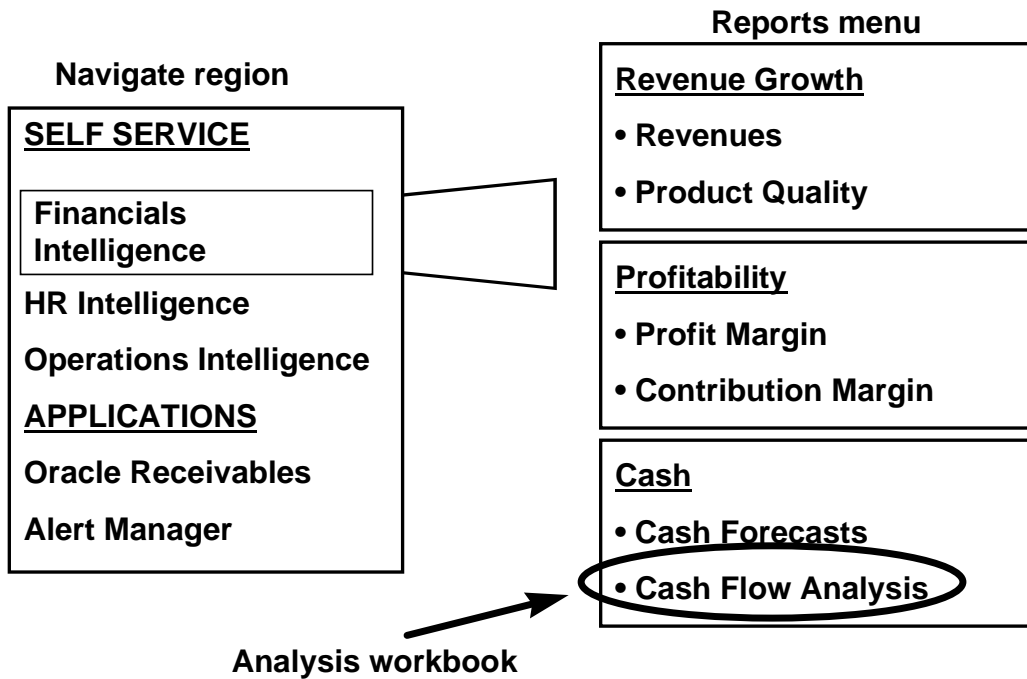 Navigate region
SELF SERVICE
Financials
Intelligence
HR Intelligence
Operations Intelligence
APPLICATIONS
Oracle Receivables
Alert Manager
Reports menu
Revenue Growth
• Revenues
• Product Quality
Profitability
• Profit Margin
• Contribution Margin
Cash
• Cash Forecasts
• Cash Flow Analysis
Analysis workbook